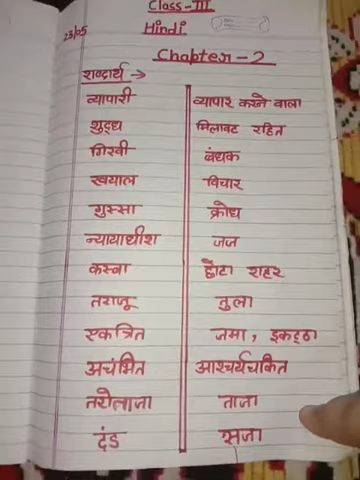 Class-III
23/25 Hindi
Chapter-2
शब्दार्थ →
व्यापारी व्यापार करने वाला
शुद्ध मिलावट रहित
गिरवी बंधक
खयाल विचार
गुस्सा क्रोध
न्यायाधीश जज
कस्बा छोटा शहर
तराजू तुला
एकत्रित जमा, इकट्ठा
अचंभित आश्चर्यचकित
तरोताजा ताजा
दंड सजा